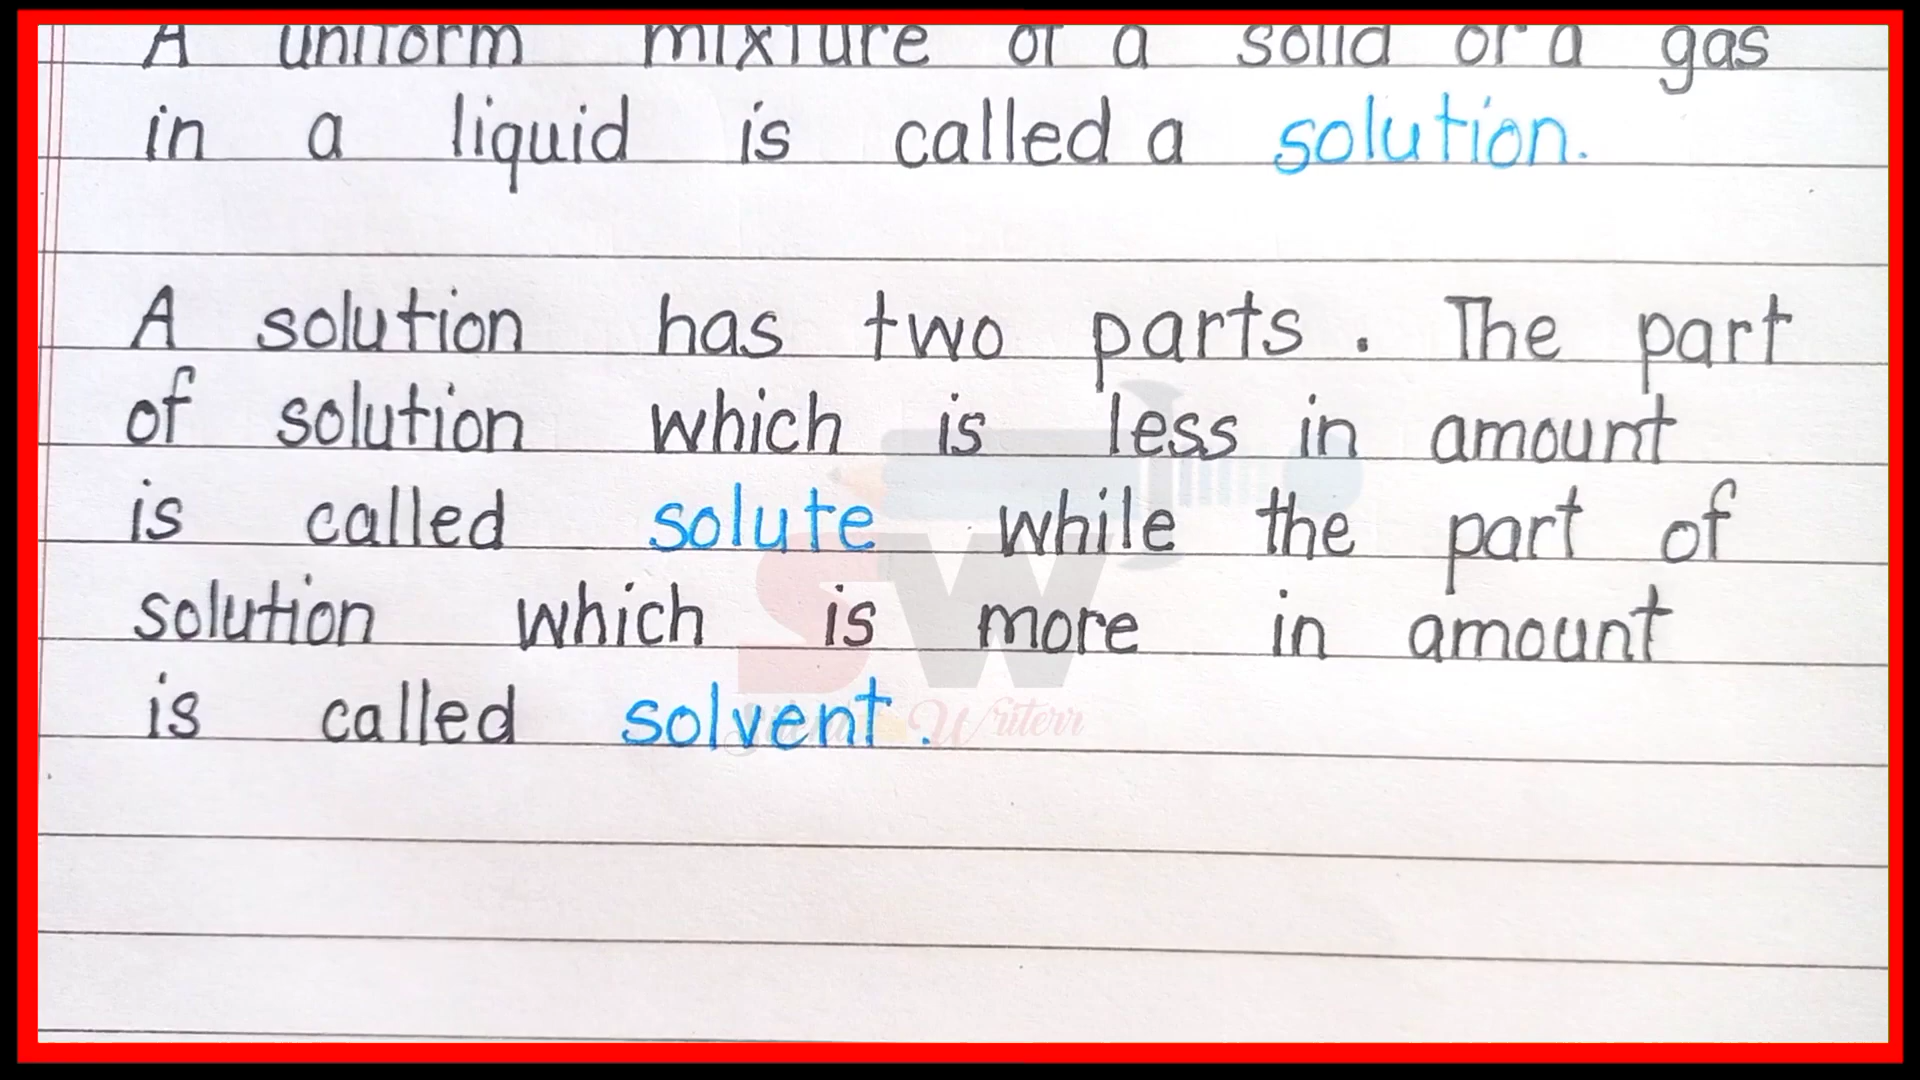 A uniform mixture of a solid or a gas
in a liquid is called a solution.
A solution has two parts. The part
of solution which is less in amount
is called solute while the part of
solution which is more in amount
is called solvent.
SW
Writerr